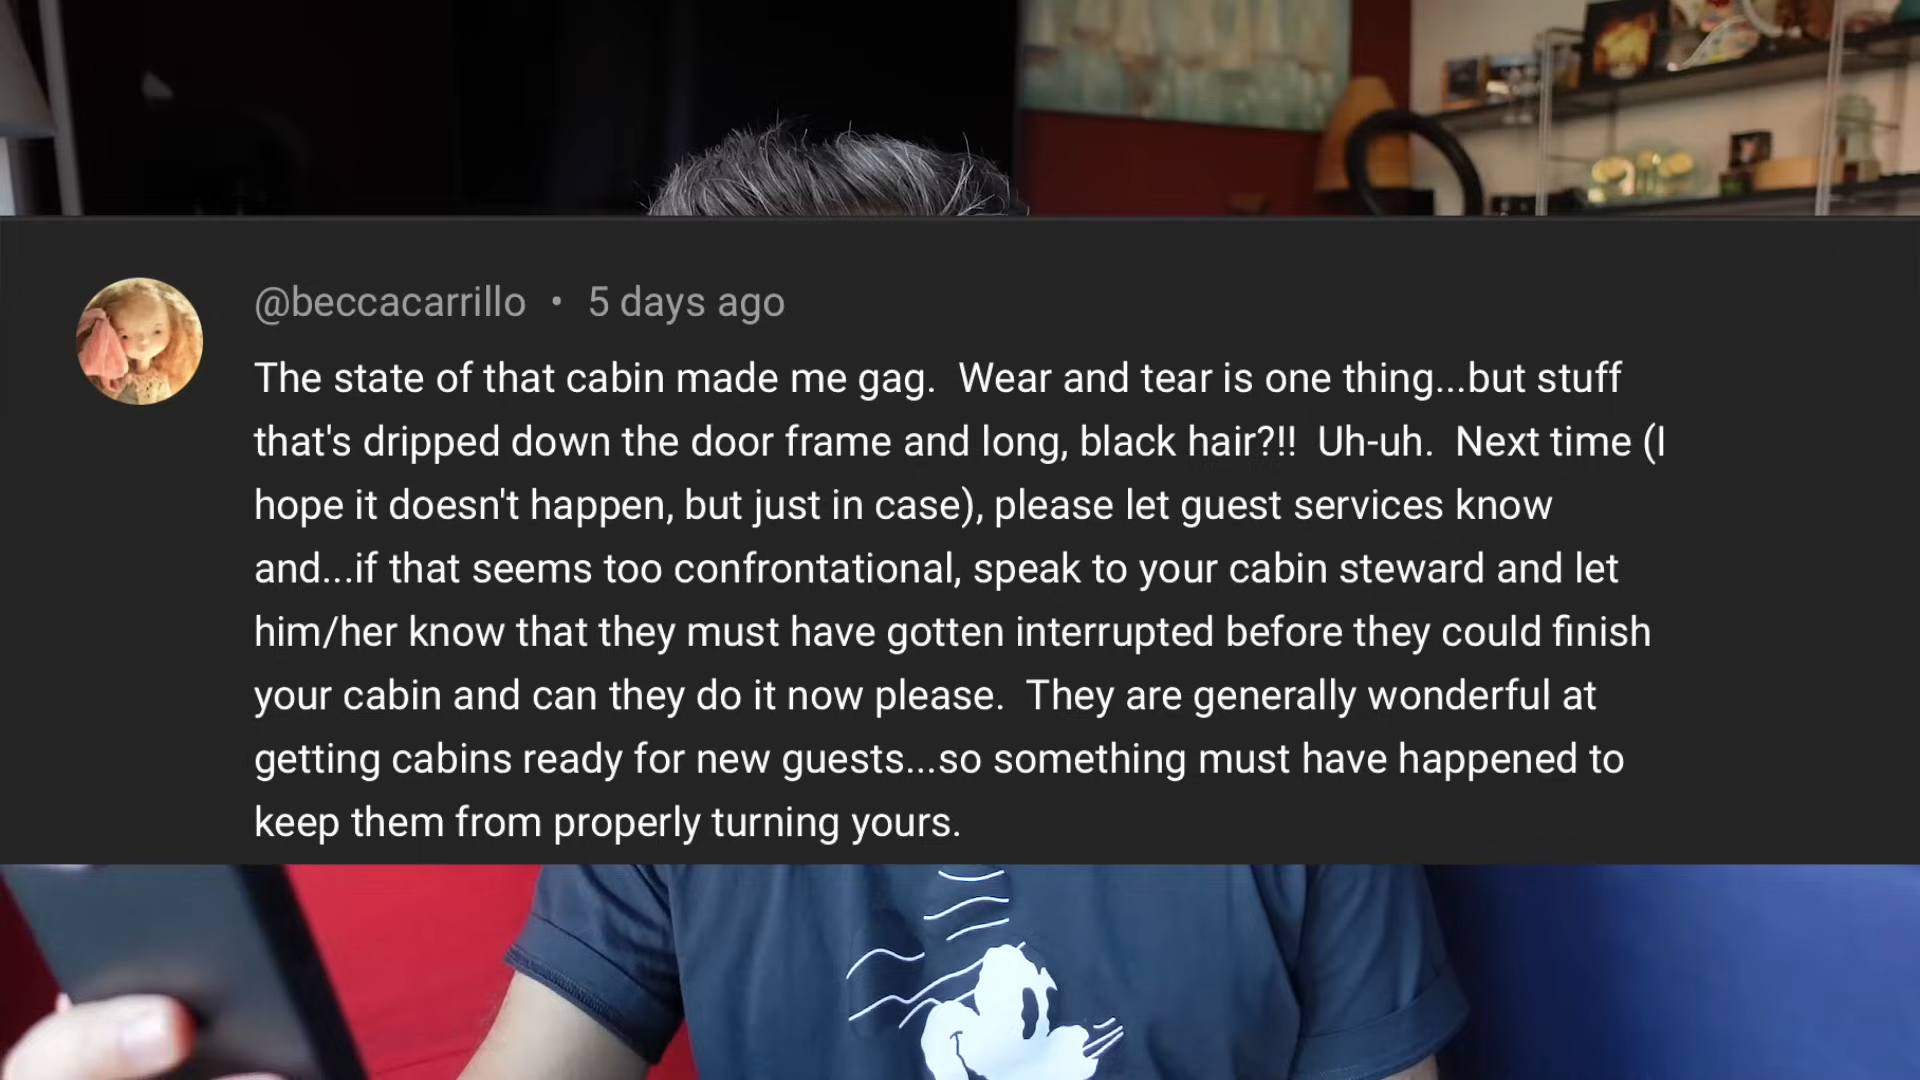 @beccacarrillo • 5 days ago
The state of that cabin made me gag.  Wear and tear is one thing...but stuff
that's dripped down the door frame and long, black hair?!!  Uh-uh.  Next time (I
hope it doesn't happen, but just in case), please let guest services know
and...if that seems too confrontational, speak to your cabin steward and let
him/her know that they must have gotten interrupted before they could finish
your cabin and can they do it now please.  They are generally wonderful at
getting cabins ready for new guests...so something must have happened to
keep them from properly turning yours.